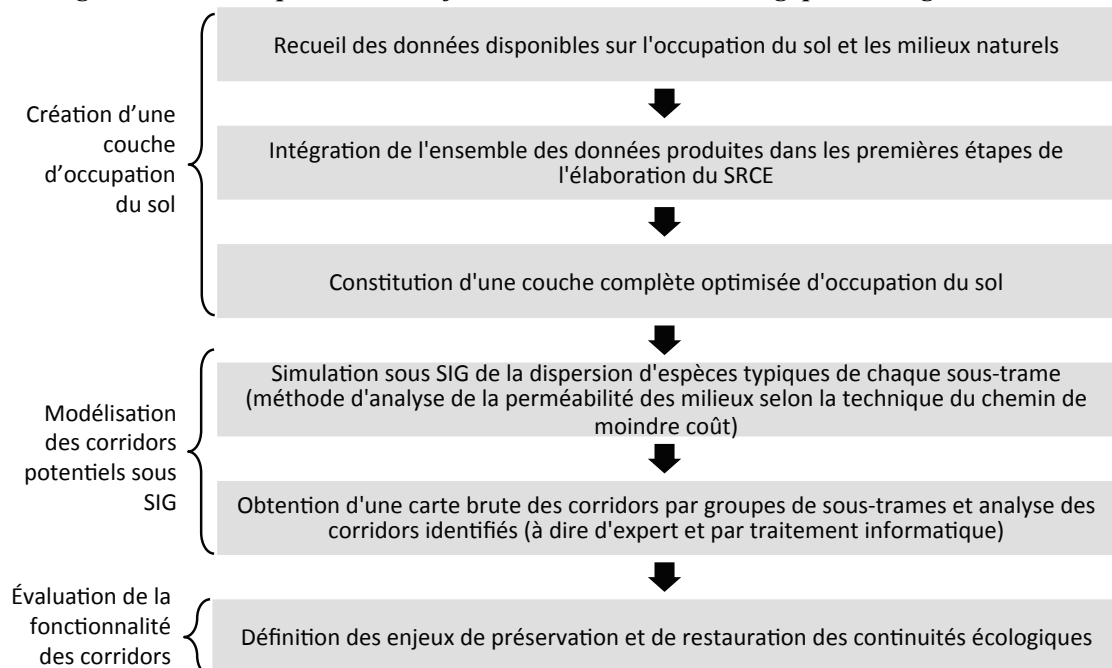 Recueil des données disponibles sur l'occupation du sol et les milieux naturels
Création d’une
couche
d’occupation
du sol
Intégration de l'ensemble des données produites dans les premières étapes de
l'élaboration du SRCE
Constitution d'une couche complète optimisée d'occupation du sol
Modélisation
des corridors
potentiels sous
SIG
Simulation sous SIG de la dispersion d'espèces typiques de chaque sous-trame
(méthode d'analyse de la perméabilité des milieux selon la technique du chemin de
moindre coût)
Obtention d'une carte brute des corridors par groupes de sous-trames et analyse des
corridors identifiés (à dire d'expert et par traitement informatique)
Évaluation de la
fonctionnalité
des corridors
Définition des enjeux de préservation et de restauration des continuités écologiques